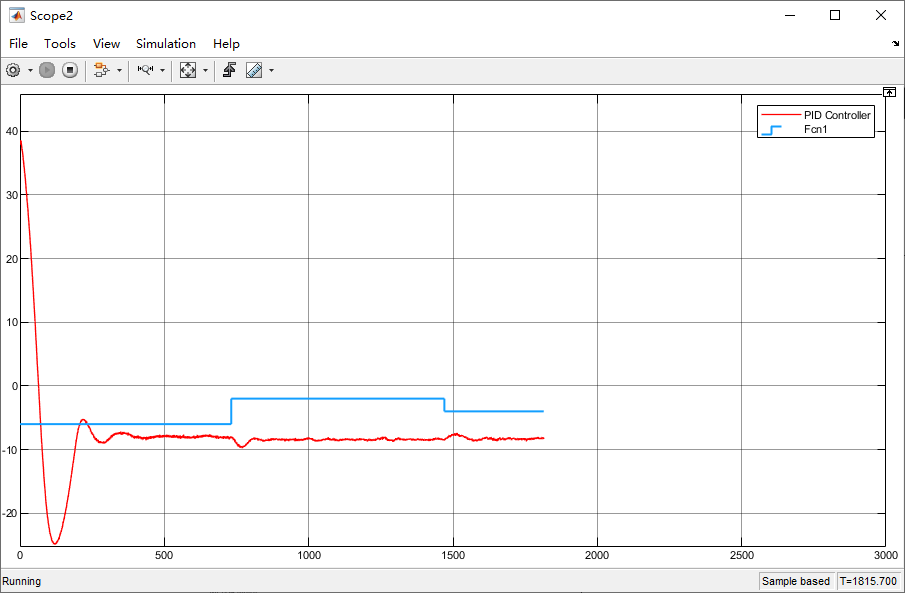 Scope2
File Tools View Simulation Help
PID Controller
Fcn1
40
30
20
10
0
-10
-20
0 500 1000 1500 2000 2500 3000
Running Sample based T=1815.700